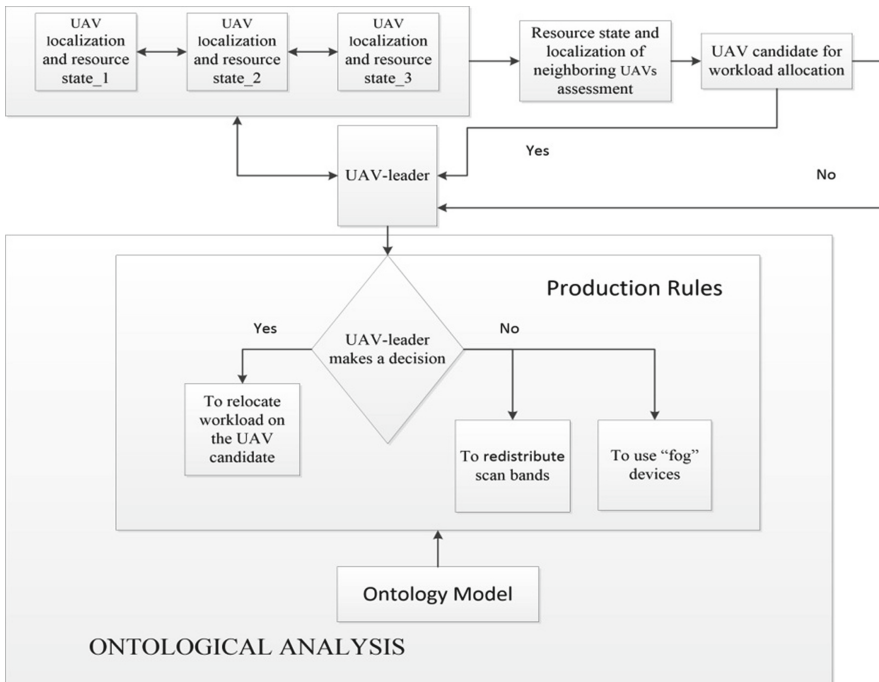 UAV
localization
and resource
state_1
UAV
localization
and resource
state_2
UAV
localization
and resource
state_3
Resource state and
localization of
neighboring UAVs
assessment
UAV candidate for
workload allocation
Yes
No
UAV-leader
Production Rules
Yes
No
UAV-leader
makes a decision
To relocate
workload on
the UAV
candidate
To redistribute
scan bands
To use “fog”
devices
Ontology Model
ONTOLOGICAL ANALYSIS